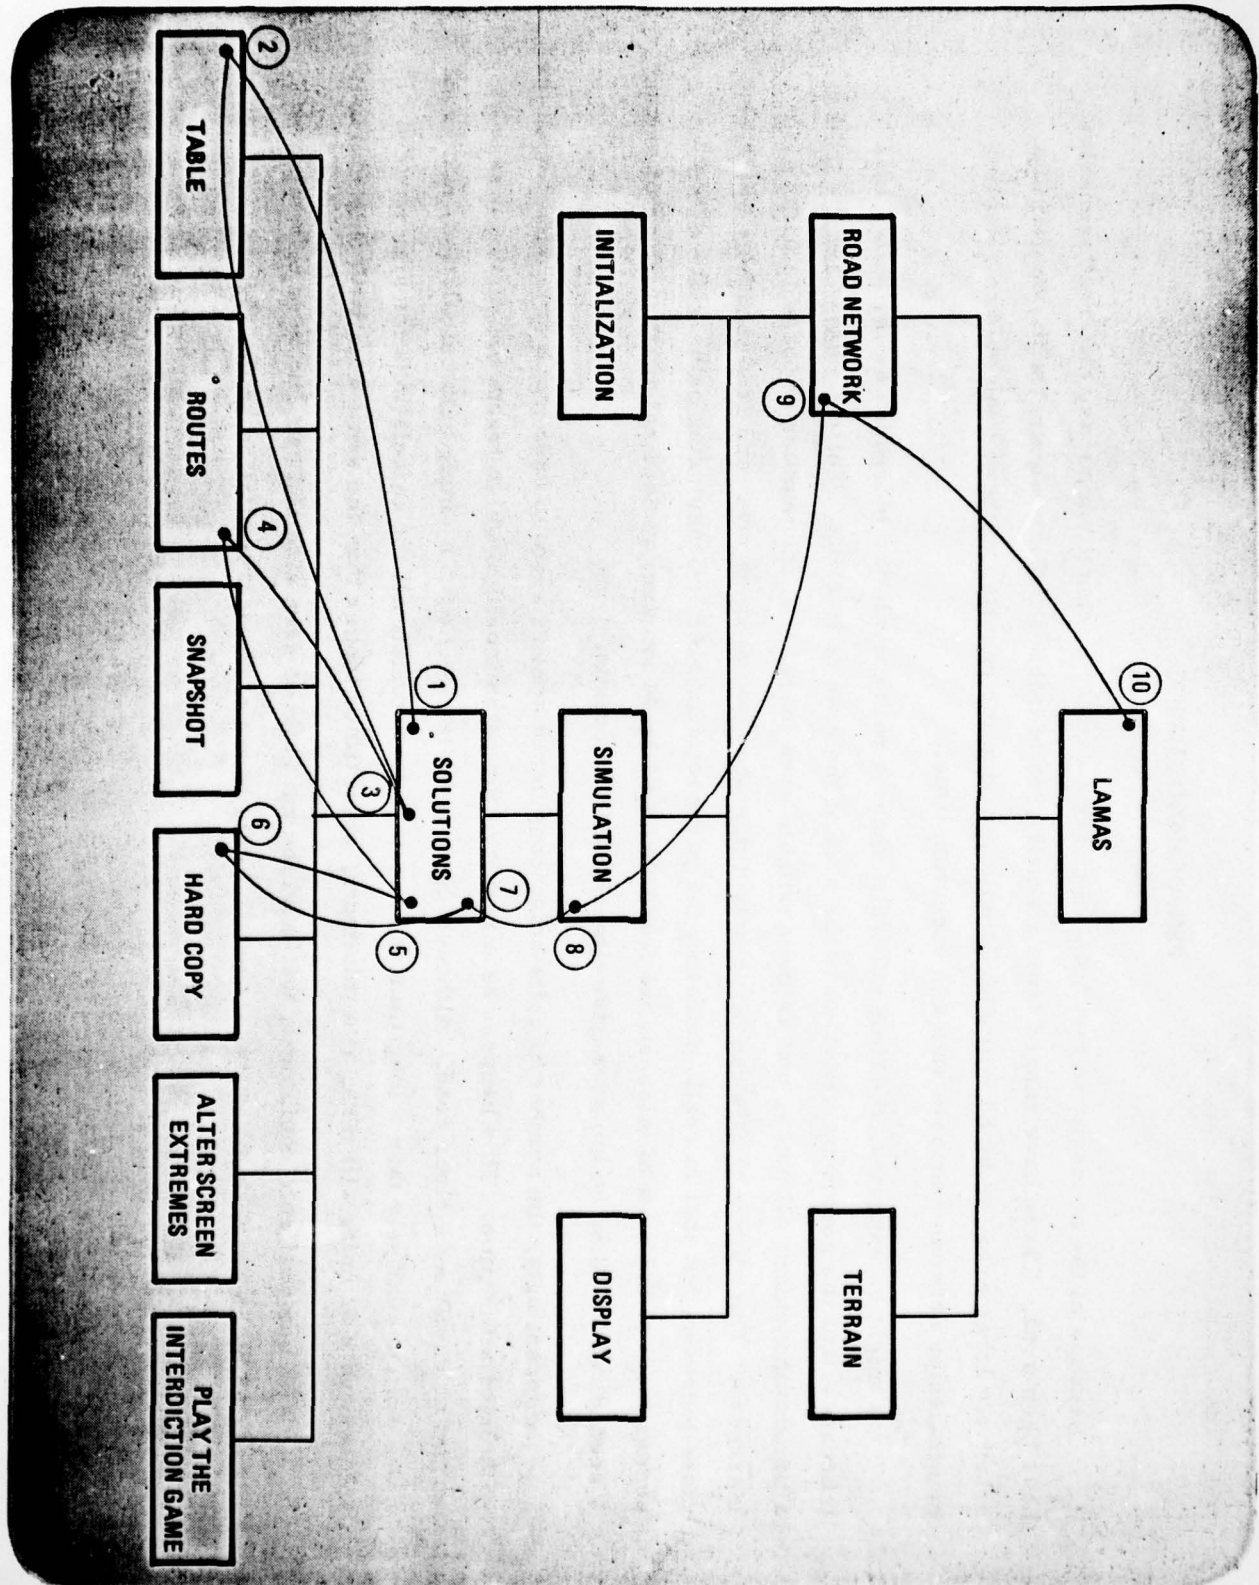 10
LAMAS
ROAD NETWORK
TERRAIN
9
INITIALIZATION
SIMULATION
DISPLAY
8
7
1
SOLUTIONS
3
5
2
4
6
TABLE
ROUTES
SNAPSHOT
HARD COPY
ALTER SCREEN
EXTREMES
PLAY THE
INTERDICTION GAME